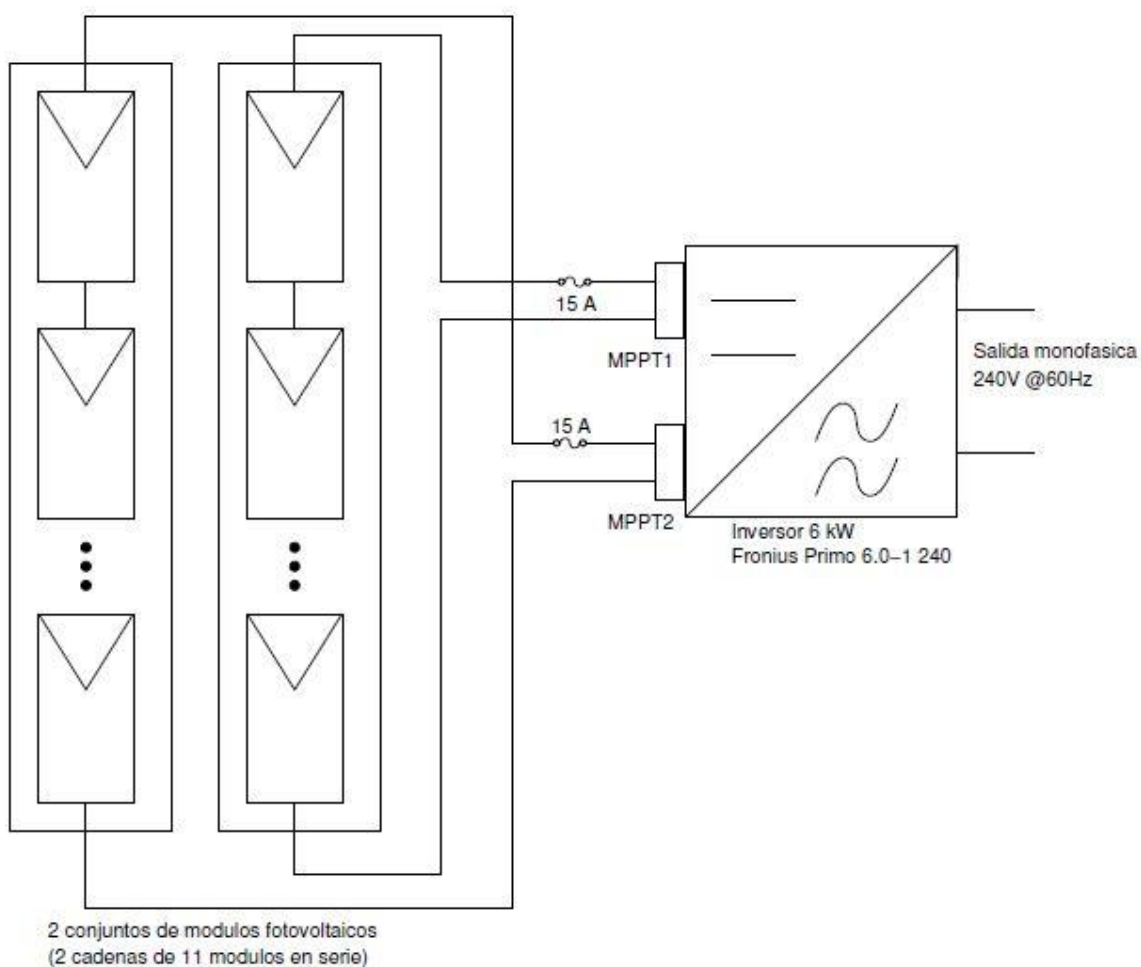 15 A
MPPT1
Salida monofasica
240V @60Hz
15 A
MPPT2
Inversor 6 kW
Fronius Primo 6.0–1 240
2 conjuntos de modulos fotovoltaicos
(2 cadenas de 11 modulos en serie)